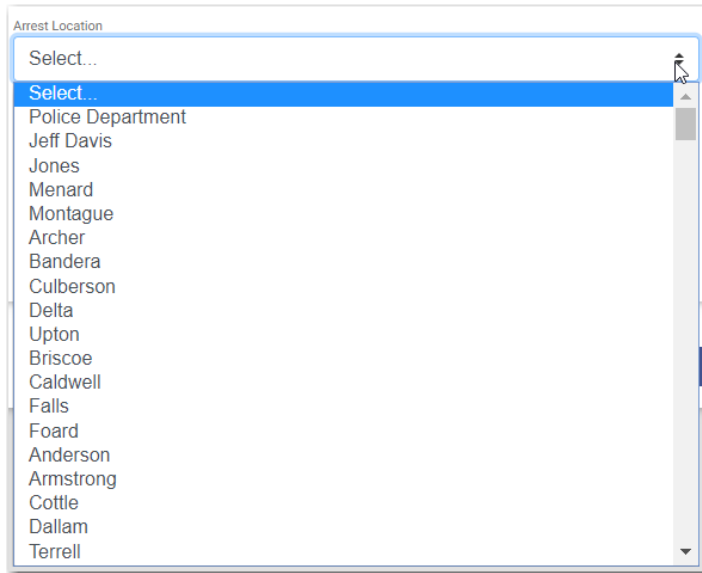 Arrest Location
Select...
Select...
Police Department
Jeff Davis
Jones
Menard
Montague
Archer
Bandera
Culberson
Delta
Upton
Briscoe
Caldwell
Falls
Foard
Anderson
Armstrong
Cottle
Dallam
Terrell